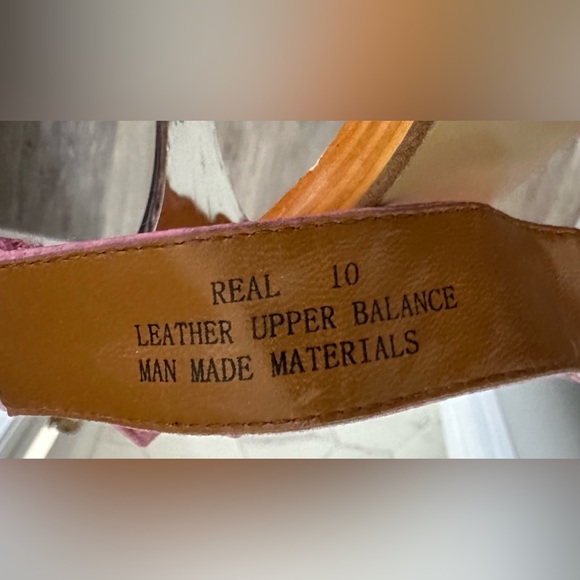 REAL 10
LEATHER UPPER BALANCE
MAN MADE MATERIALS